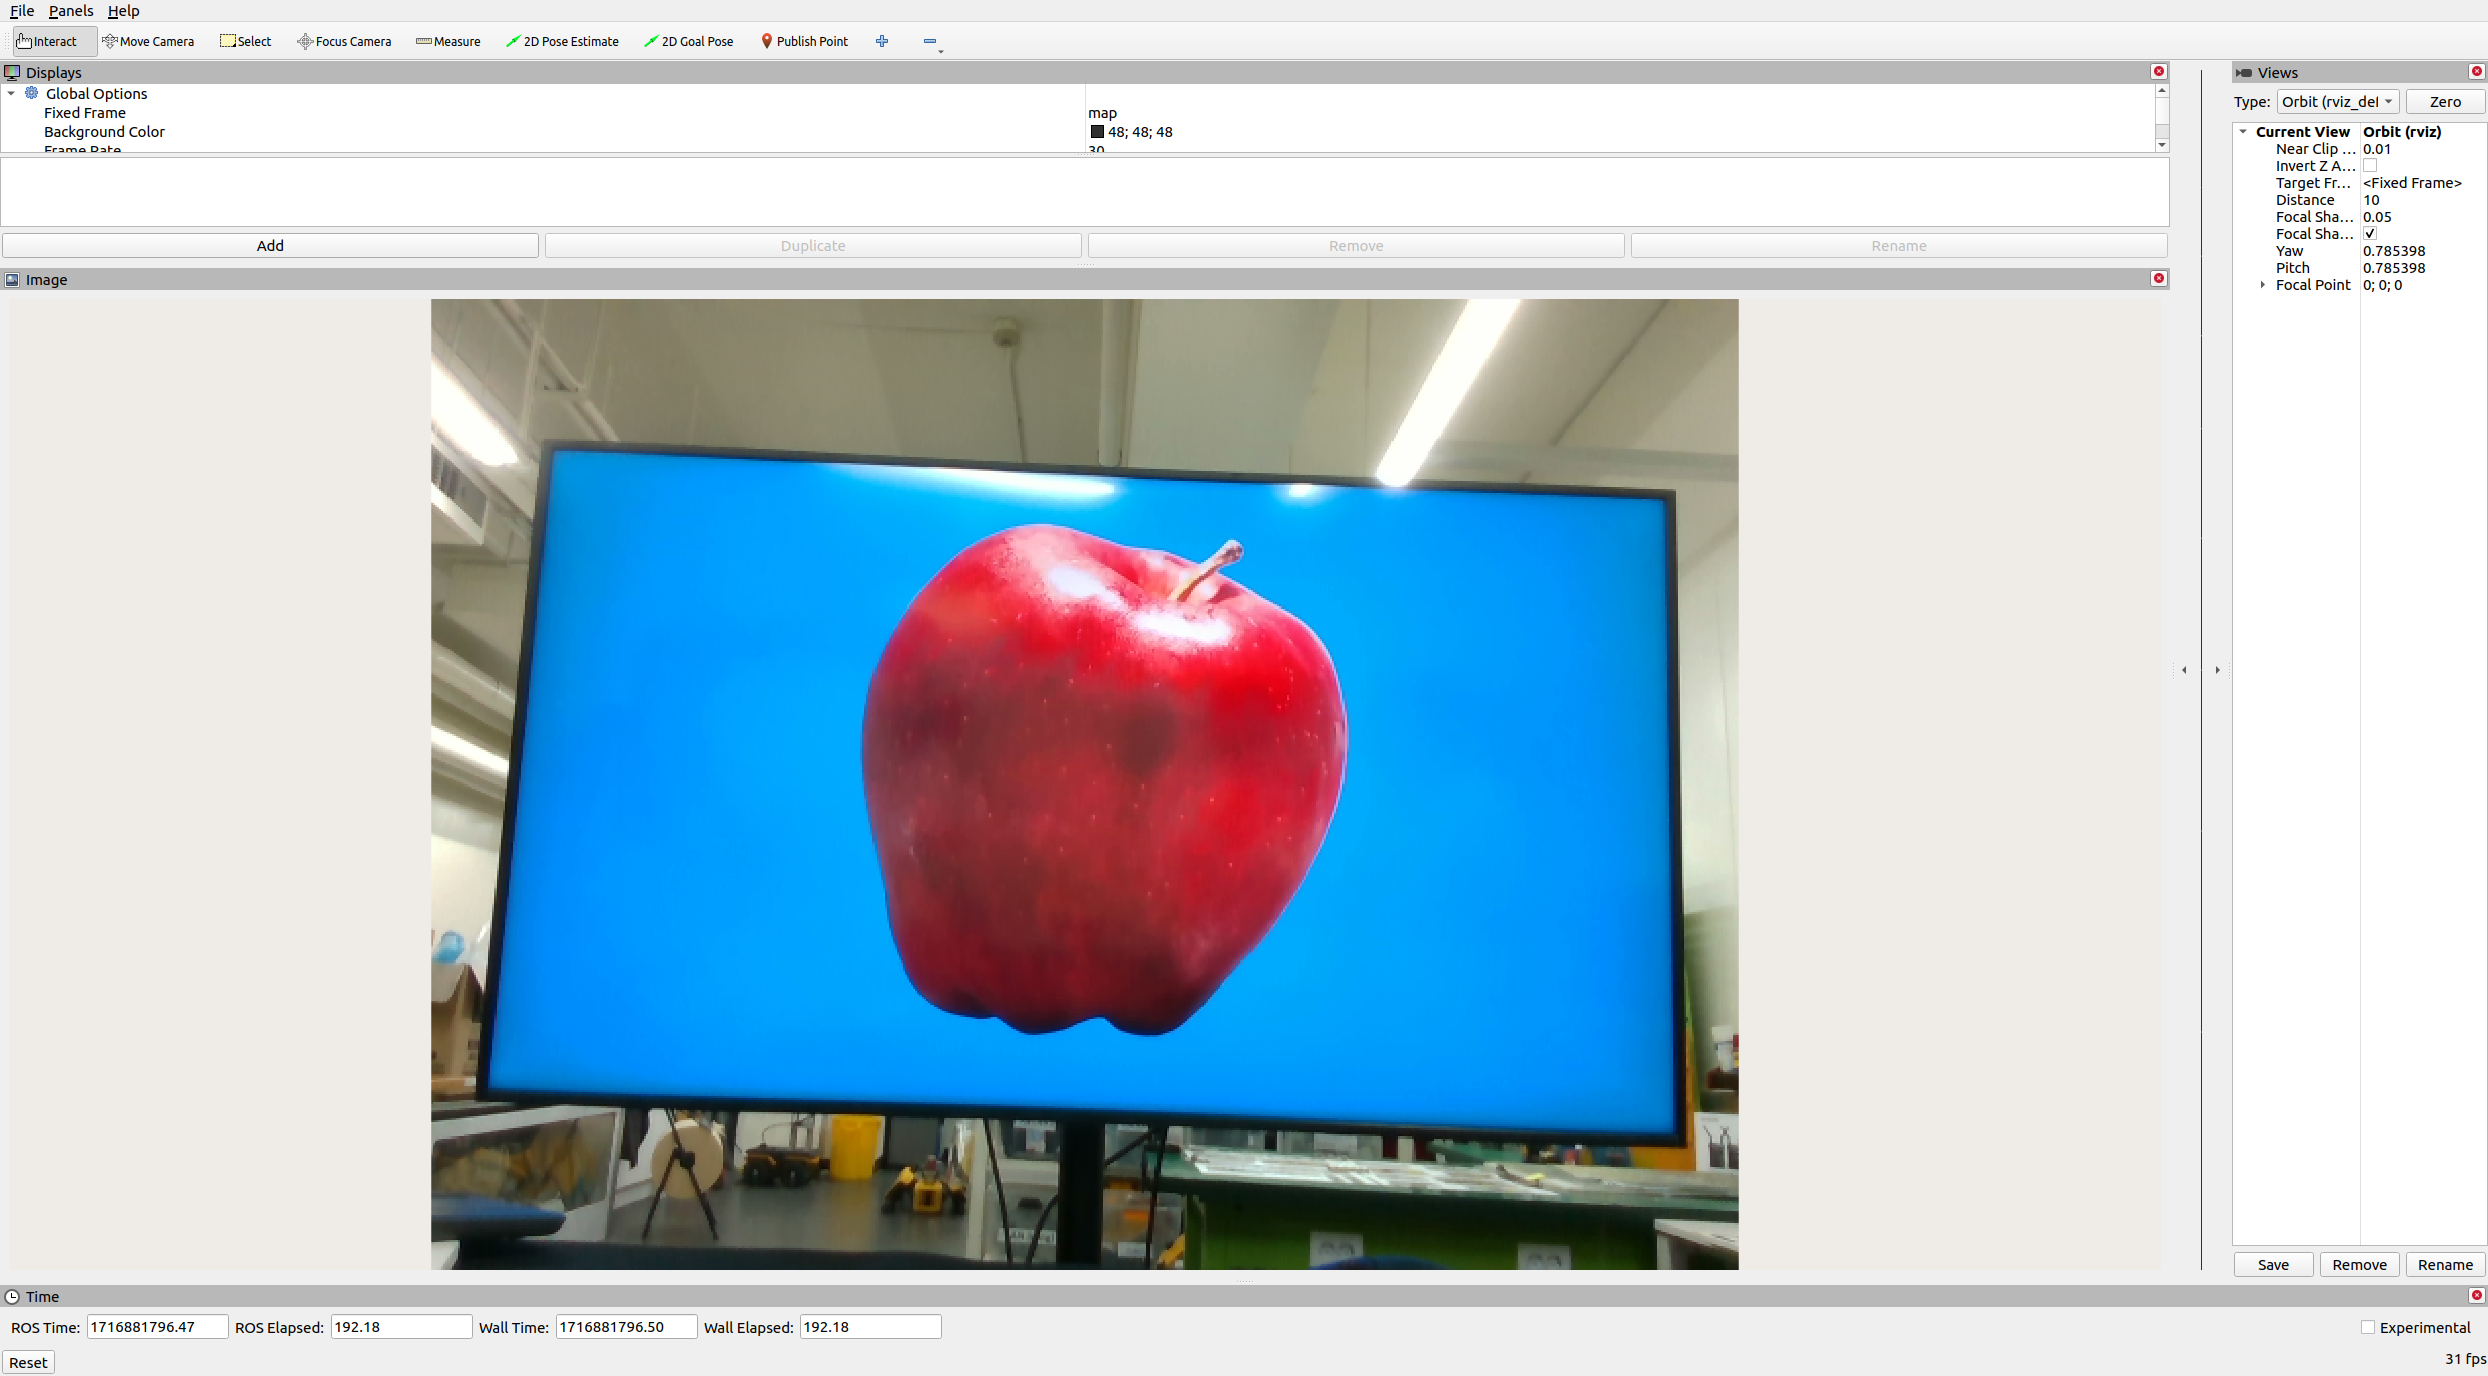 File Panels Help
Interact Move Camera Select Focus Camera Measure 2D Pose Estimate 2D Goal Pose Publish Point
Displays
Global Options
Fixed Frame map
Background Color 48; 48; 48
Frame Rate 30
Add Duplicate Remove Rename
Image
Views
Type: Orbit (rviz_def Zero
Current View Orbit (rviz)
Near Clip ... 0.01
Invert Z A...
Target Fr... <Fixed Frame>
Distance 10
Focal Sha... 0.05
Focal Sha...
Yaw 0.785398
Pitch 0.785398
Focal Point 0; 0; 0
Save Remove Rename
Time
ROS Time: 1716881796.47 ROS Elapsed: 192.18 Wall Time: 1716881796.50 Wall Elapsed: 192.18 Experimental
Reset 31 fps